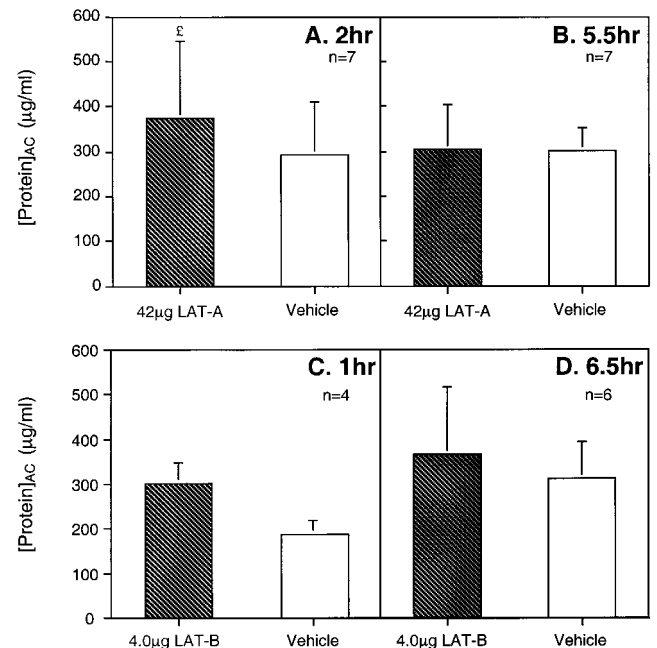 600
500
400
300
200
100
0
[Protein]AC (µg/ml)
£
A. 2hr
n=7
B. 5.5hr
n=7
42µg LAT-A
Vehicle
42µg LAT-A
Vehicle
600
500
400
300
200
100
0
[Protein]AC (µg/ml)
C. 1hr
n=4
D. 6.5hr
n=6
4.0µg LAT-B
Vehicle
4.0µg LAT-B
Vehicle